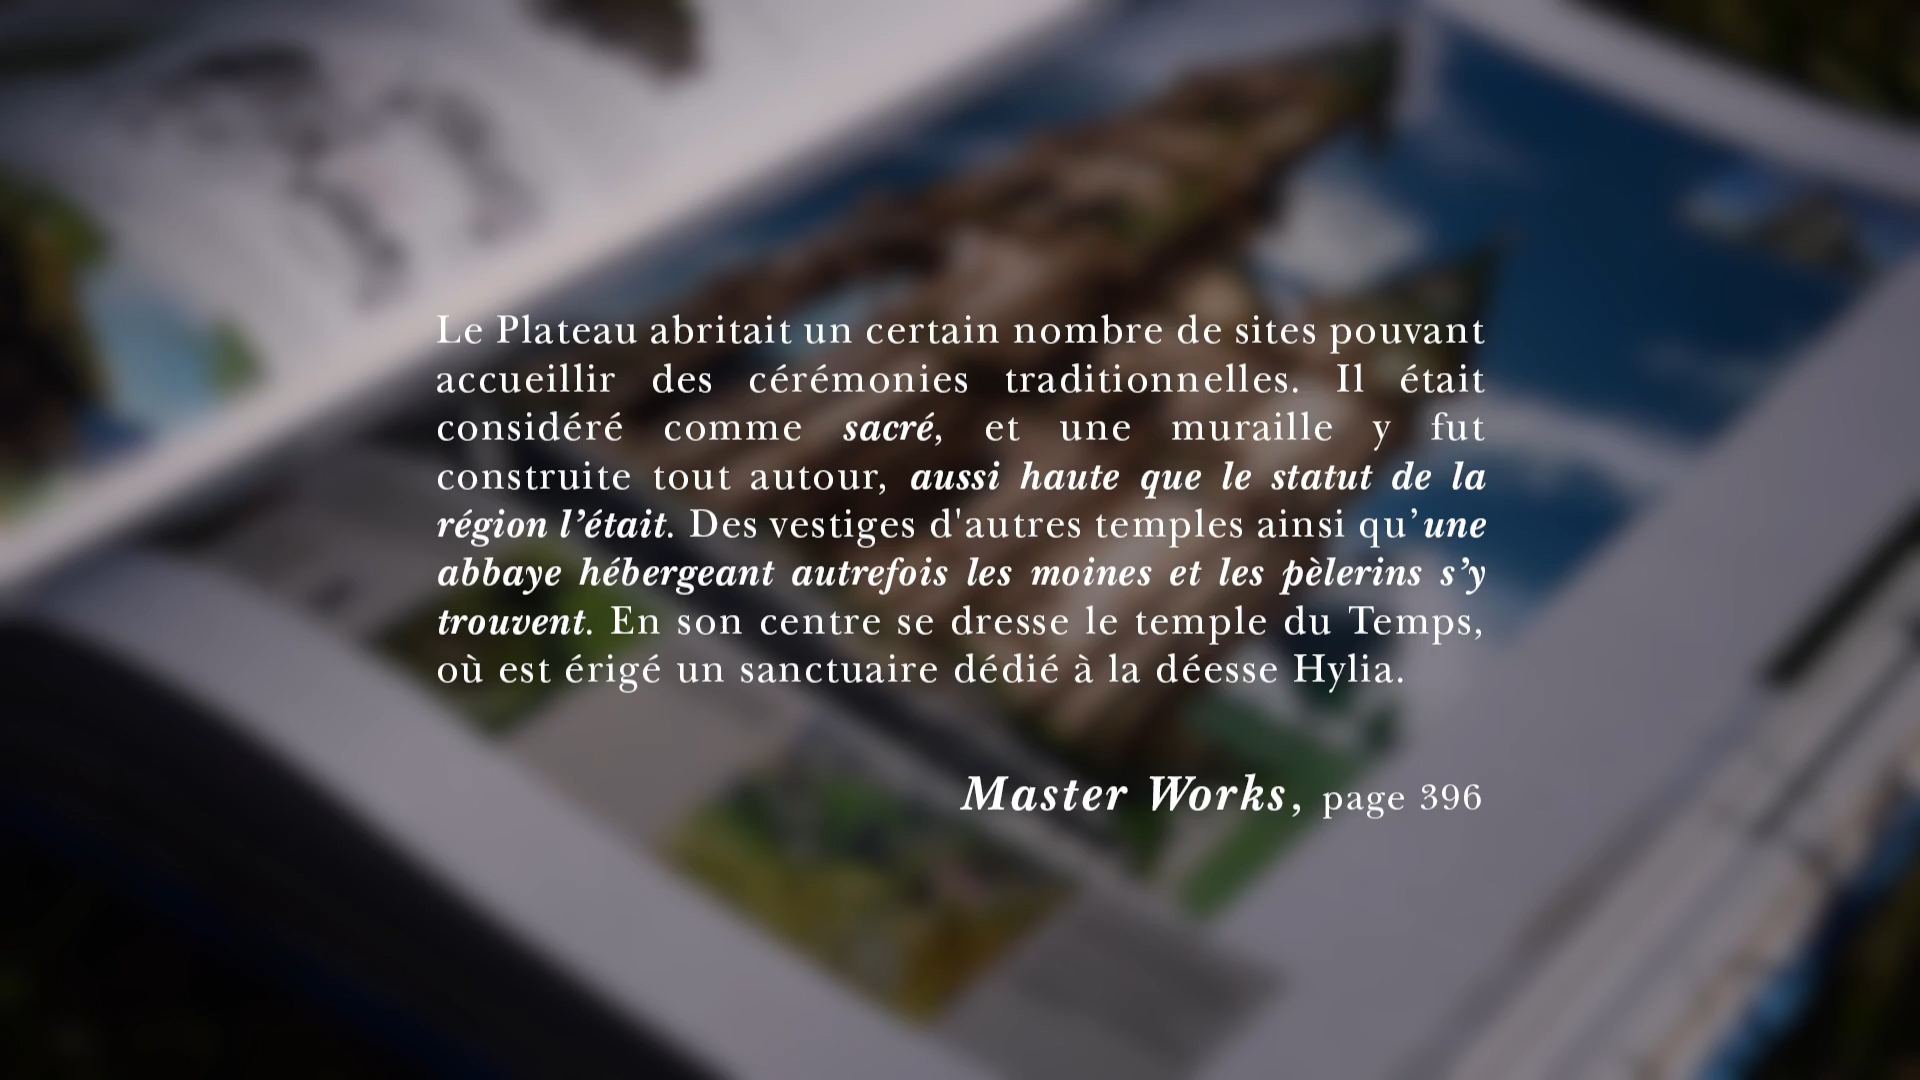 Le Plateau abritait un certain nombre de sites pouvant
accueillir des cérémonies traditionnelles. Il était
considéré comme sacré, et une muraille y fut
construite tout autour, aussi haute que le statut de la
région l’était. Des vestiges d'autres temples ainsi qu’une
abbaye hébergeant autrefois les moines et les pèlerins s’y
trouvent. En son centre se dresse le temple du Temps,
où est érigé un sanctuaire dédié à la déesse Hylia.
Master Works, page 396